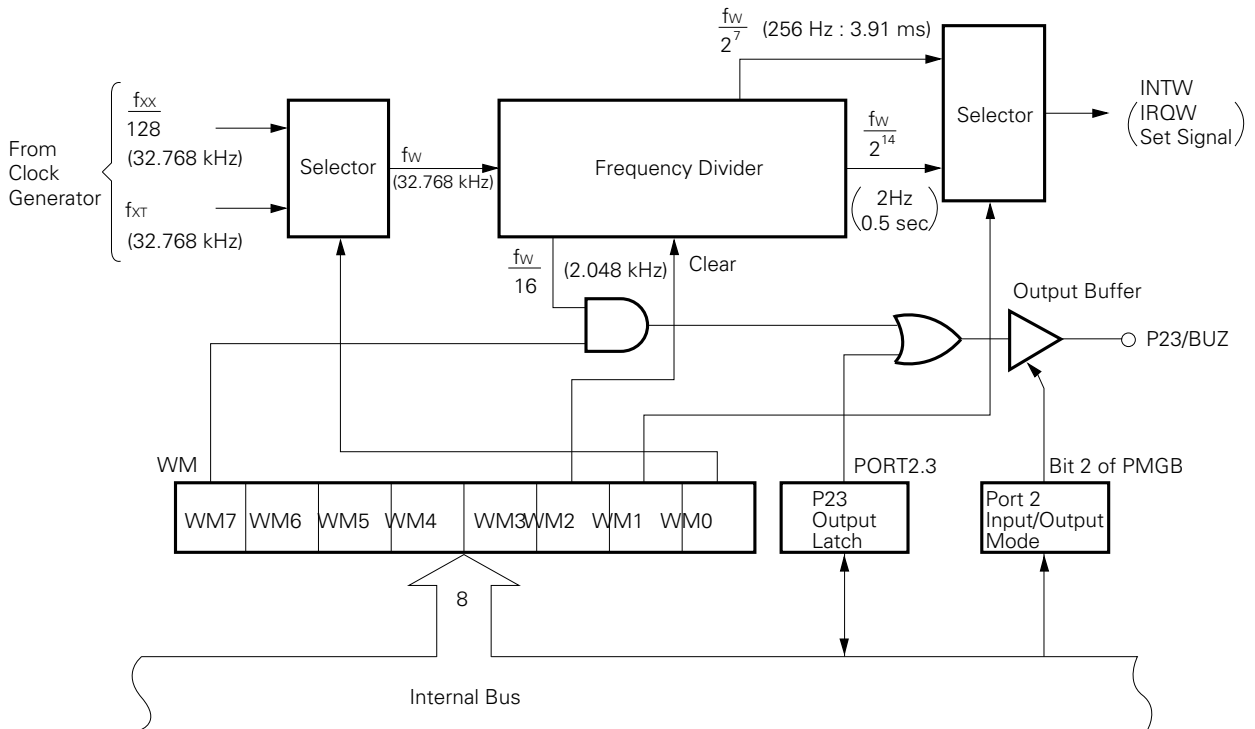 fW
2^7 (256 Hz : 3.91 ms)
From
Clock
Generator
fXX
128
(32.768 kHz)
fXT
(32.768 kHz)
Selector
fW
(32.768 kHz)
Frequency Divider
fW
2^14
2Hz
0.5 sec
Selector
INTW
IRQW
Set Signal
fW
16
(2.048 kHz)
Clear
Output Buffer
P23/BUZ
WM
WM7 WM6 WM5 WM4 WM3 WM2 WM1 WM0
PORT2.3
P23
Output
Latch
Bit 2 of PMGB
Port 2
Input/Output
Mode
8
Internal Bus